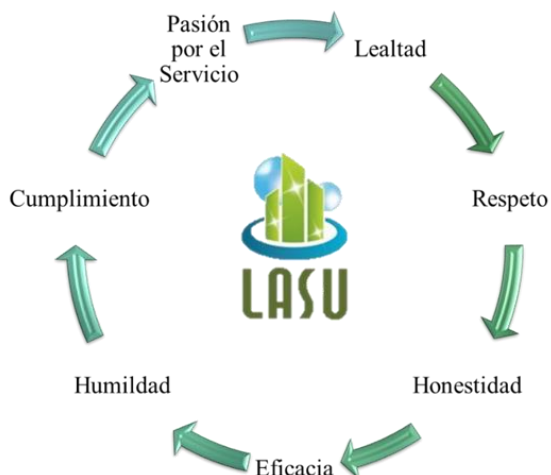 Pasión
por el
Servicio
Lealtad
Respeto
Honestidad
Eficacia
Humildad
Cumplimiento
LASU